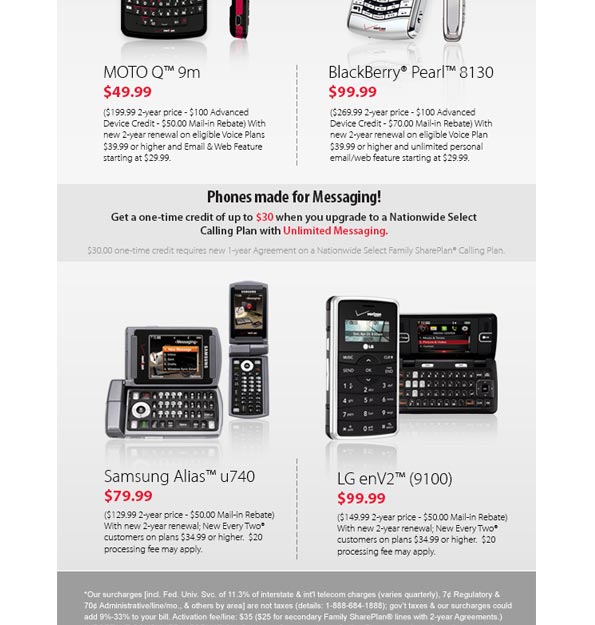 MOTO Q™ 9m
$49.99
($199.99 2-year price - $100 Advanced
Device Credit - $50.00 Mail-in Rebate) With
new 2-year renewal on eligible Voice Plans
$39.99 or higher and Email & Web Feature
starting at $29.99.
BlackBerry® Pearl™ 8130
$99.99
($269.99 2-year price - $100 Advanced
Device Credit - $70.00 Mail-in Rebate) With
new 2-year renewal on eligible Voice Plan
$39.99 or higher and unlimited personal
email/web feature starting at $29.99.
Phones made for Messaging!
Get a one-time credit of up to $30 when you upgrade to a Nationwide Select
Calling Plan with Unlimited Messaging.
$30.00 one-time credit requires new 1-year Agreement on a Nationwide Select Family SharePlan® Calling Plan.
SAMSUNG
Messaging
SAMSUNG
verizon
LG
Samsung Alias™ u740
$79.99
($129.99 2-year price - $50.00 Mail-in Rebate)
With new 2-year renewal; New Every Two®
customers on plans $34.99 or higher. $20
processing fee may apply.
LG enV2™ (9100)
$99.99
($149.99 2-year price - $50.00 Mail-in Rebate)
With new 2-year renewal; New Every Two®
customers on plans $34.99 or higher. $20
processing fee may apply.
*Our surcharges [incl. Fed. Univ. Svc. of 11.3% of interstate & int'l telecom charges (varies quarterly), 7¢ Regulatory &
70¢ Administrative/line/mo., & others by area] are not taxes (details: 1-888-684-1888); gov't taxes & our surcharges could
add 9%-33% to your bill. Activation fee/line: $35 ($25 for secondary Family SharePlan® lines with 2-year Agreements.)